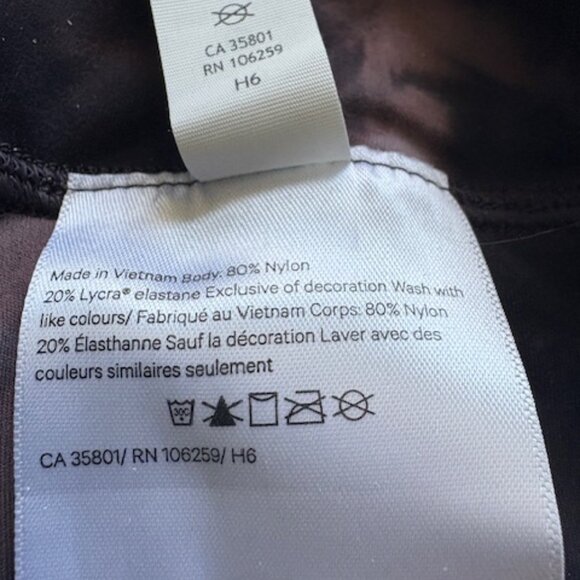 CA 35801
RN 106259
H6
Made in Vietnam Body: 80% Nylon
20% Lycra® elastane Exclusive of decoration Wash with
like colours/ Fabriqué au Vietnam Corps: 80% Nylon
20% Élasthanne Sauf la décoration Laver avec des
couleurs similaires seulement
30C
CA 35801/ RN 106259/ H6